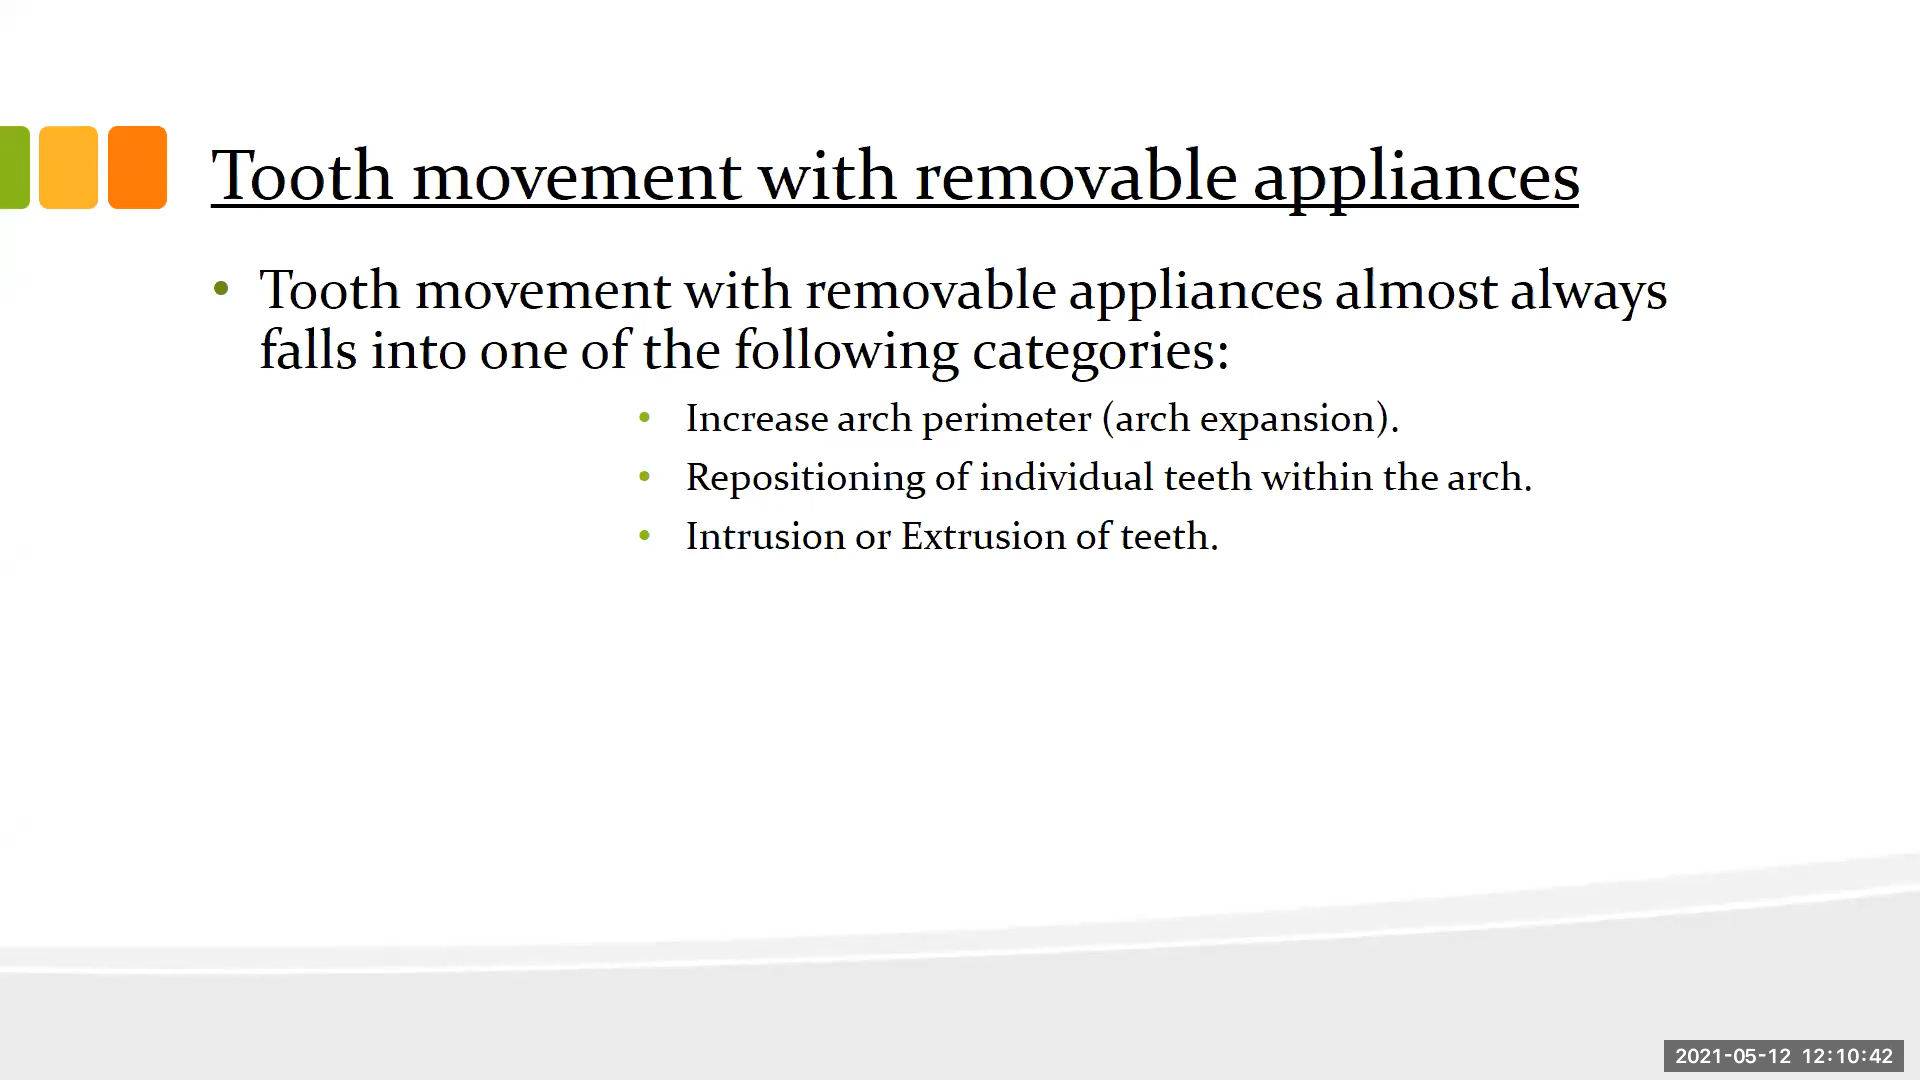 Tooth movement with removable appliances
• Tooth movement with removable appliances almost always
falls into one of the following categories:
• Increase arch perimeter (arch expansion).
• Repositioning of individual teeth within the arch.
• Intrusion or Extrusion of teeth.
2021-05-12 12:10:42